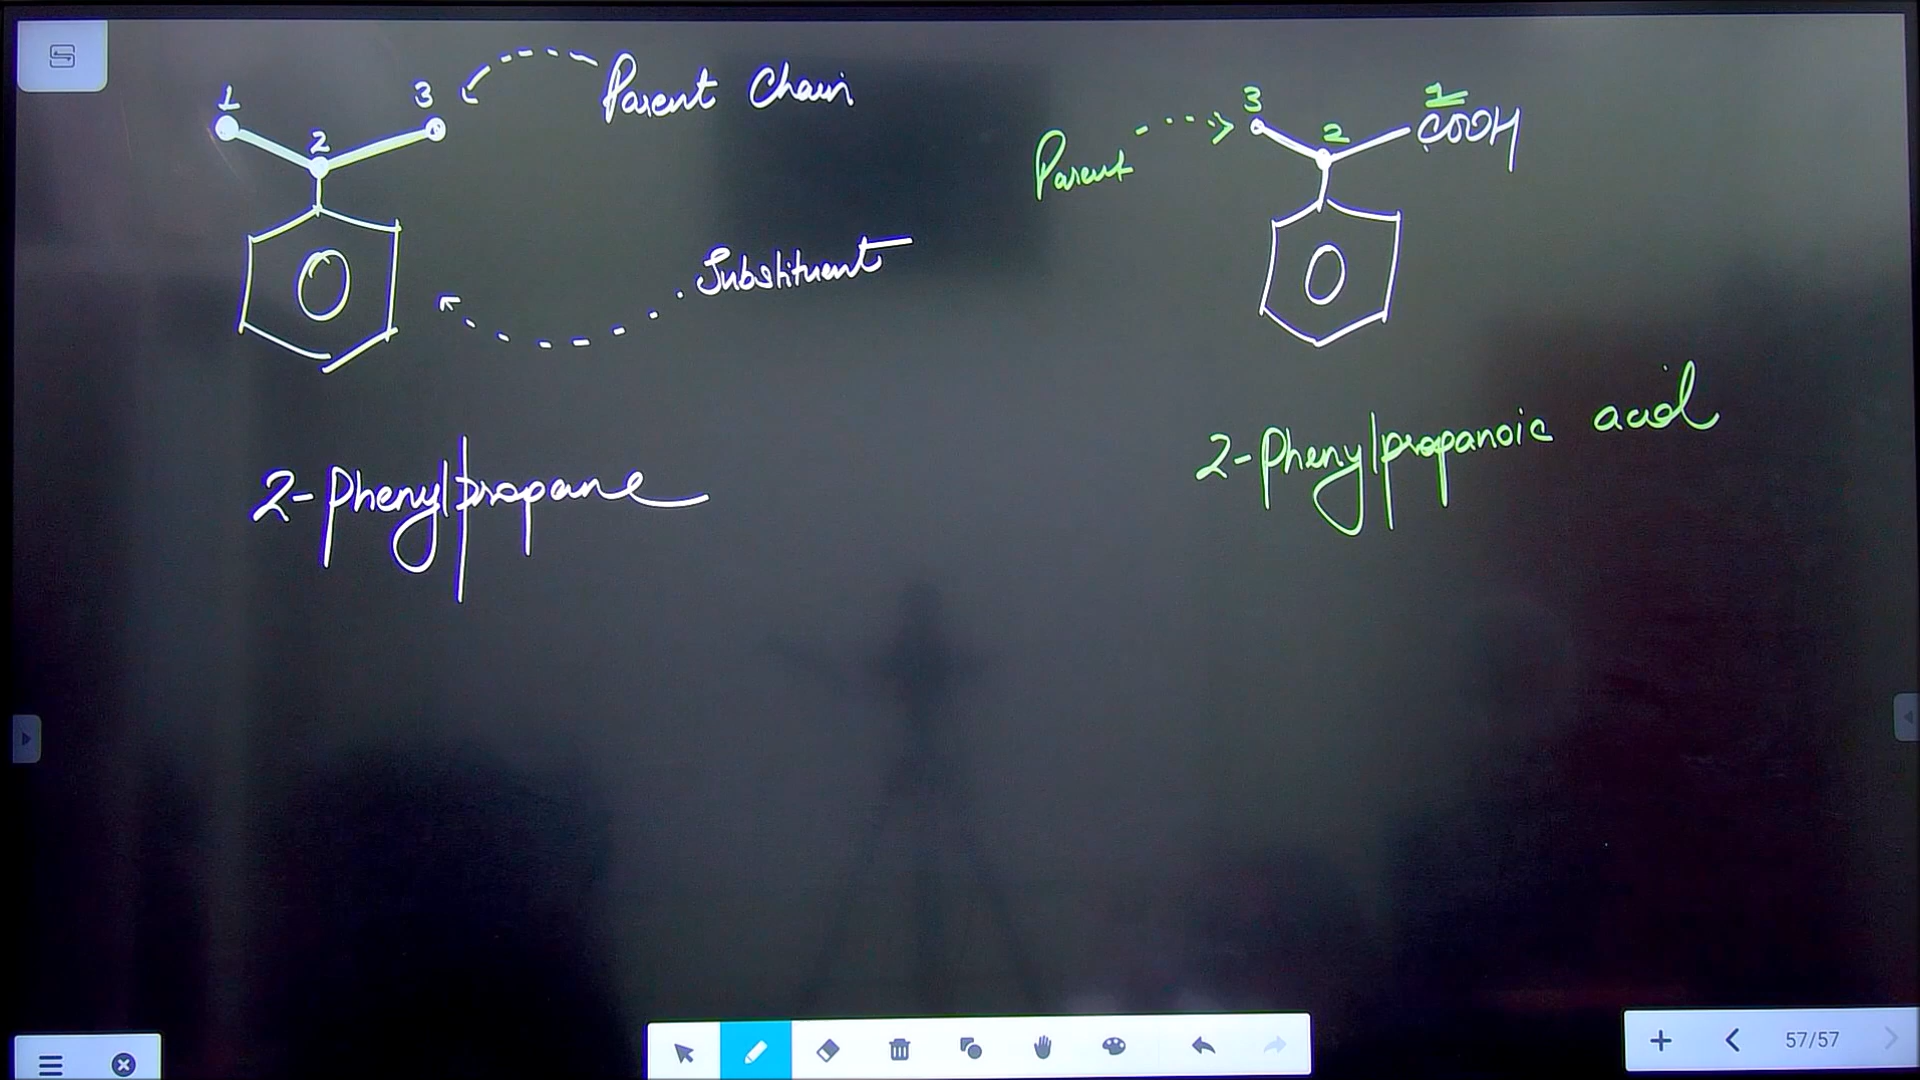 1
2
3
Parent Chain
Substituent
2-Phenylpropane
Parent
3
2
1
COOH
2-Phenylpropanoic acid
57/57